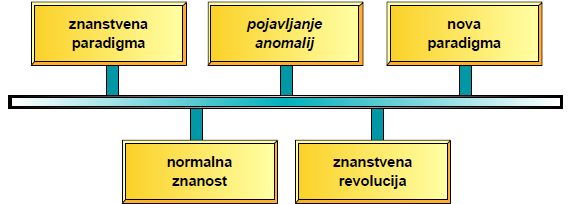 znanstvena
paradigma
pojavljanje
anomalij
nova
paradigma
normalna
znanost
znanstvena
revolucija